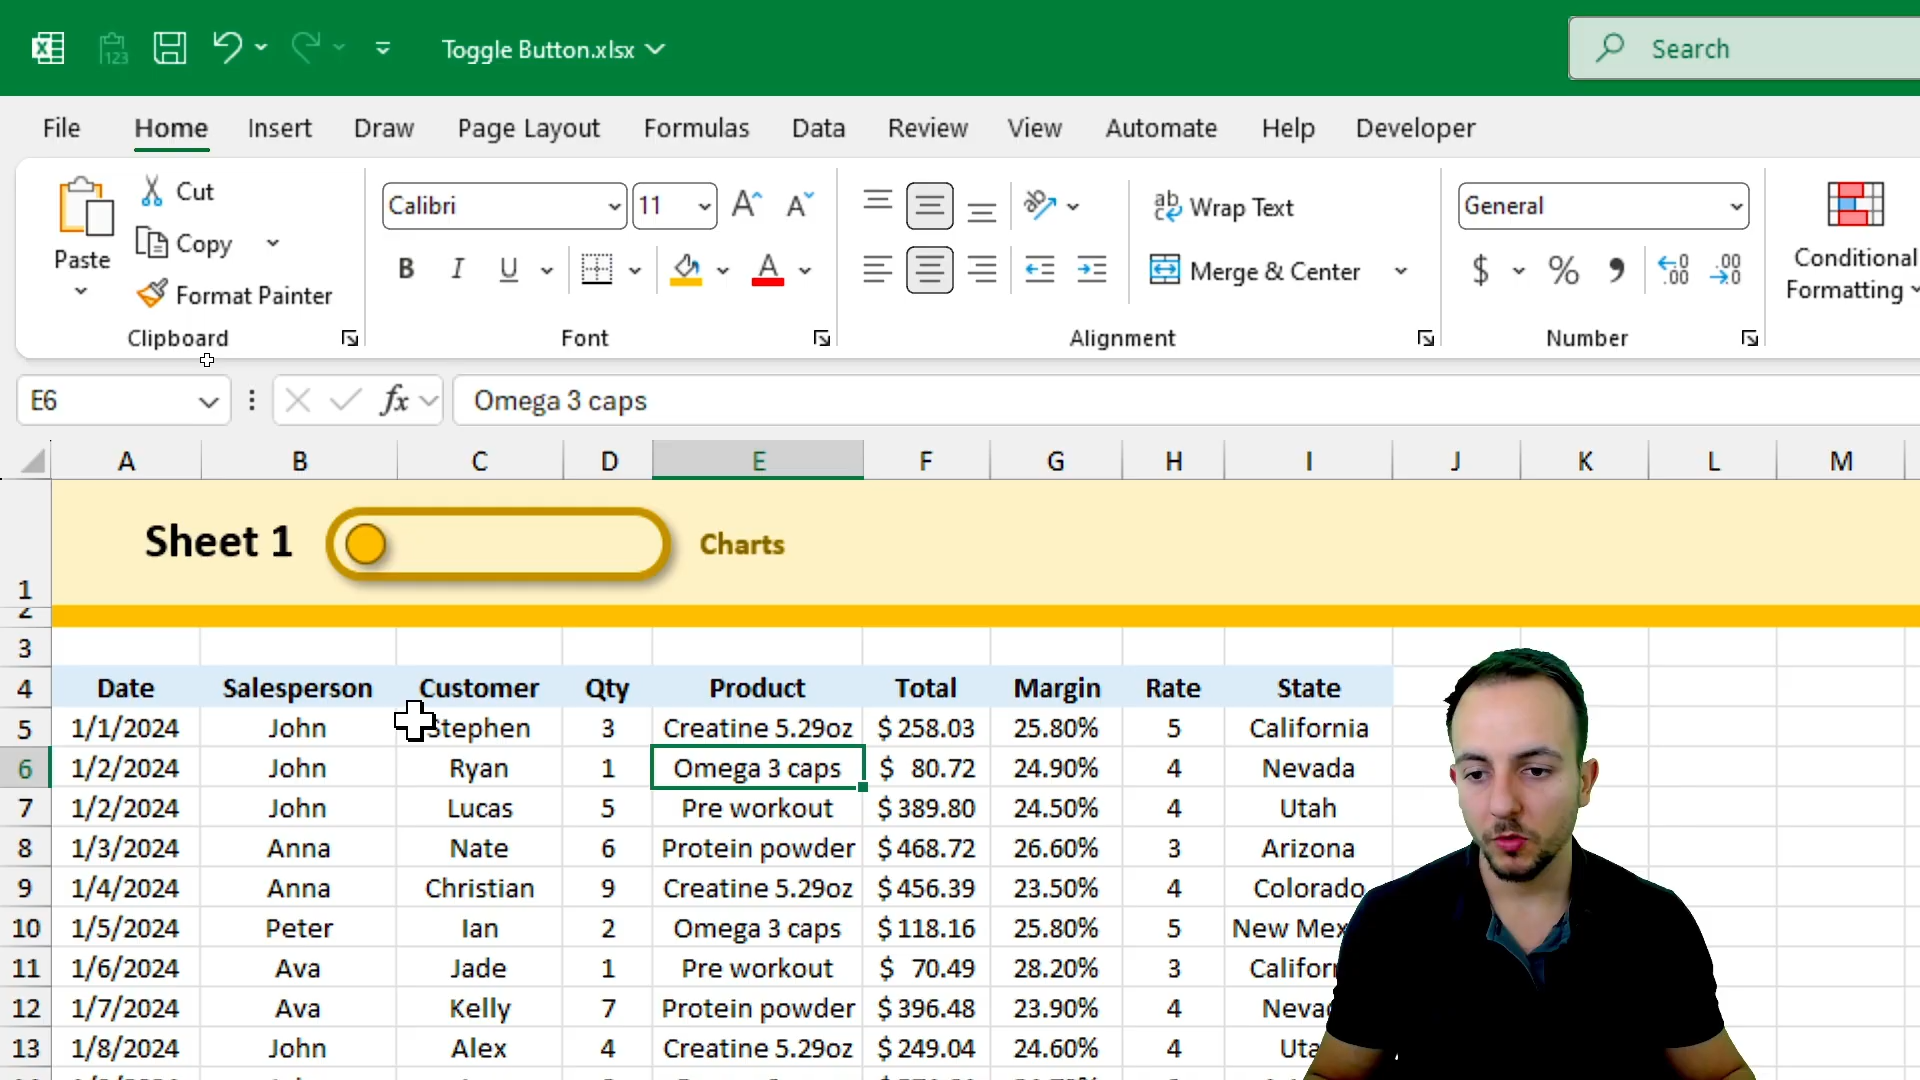 Toggle Button.xlsx
Search
File Home Insert Draw Page Layout Formulas Data Review View Automate Help Developer
Paste
Cut
Copy
Format Painter
Clipboard
Calibri 11
B I U
Font
Wrap Text
Merge & Center
Alignment
General
$ % 9
Number
Conditional
Formatting
E6
fx
Omega 3 caps
A B C D E F G H I J K L M
Sheet 1 Charts
1
2
3
4 Date Salesperson Customer Qty Product Total Margin Rate State
5 1/1/2024 John Stephen 3 Creatine 5.29oz $ 258.03 25.80% 5 California
6 1/2/2024 John Ryan 1 Omega 3 caps $ 80.72 24.90% 4 Nevada
7 1/2/2024 John Lucas 5 Pre workout $ 389.80 24.50% 4 Utah
8 1/3/2024 Anna Nate 6 Protein powder $ 468.72 26.60% 3 Arizona
9 1/4/2024 Anna Christian 9 Creatine 5.29oz $ 456.39 23.50% 4 Colorado
10 1/5/2024 Peter Ian 2 Omega 3 caps $ 118.16 25.80% 5 New Mex
11 1/6/2024 Ava Jade 1 Pre workout $ 70.49 28.20% 3 Califor
12 1/7/2024 Ava Kelly 7 Protein powder $ 396.48 23.90% 4 Neva
13 1/8/2024 John Alex 4 Creatine 5.29oz $ 249.04 24.60% 4 Uta